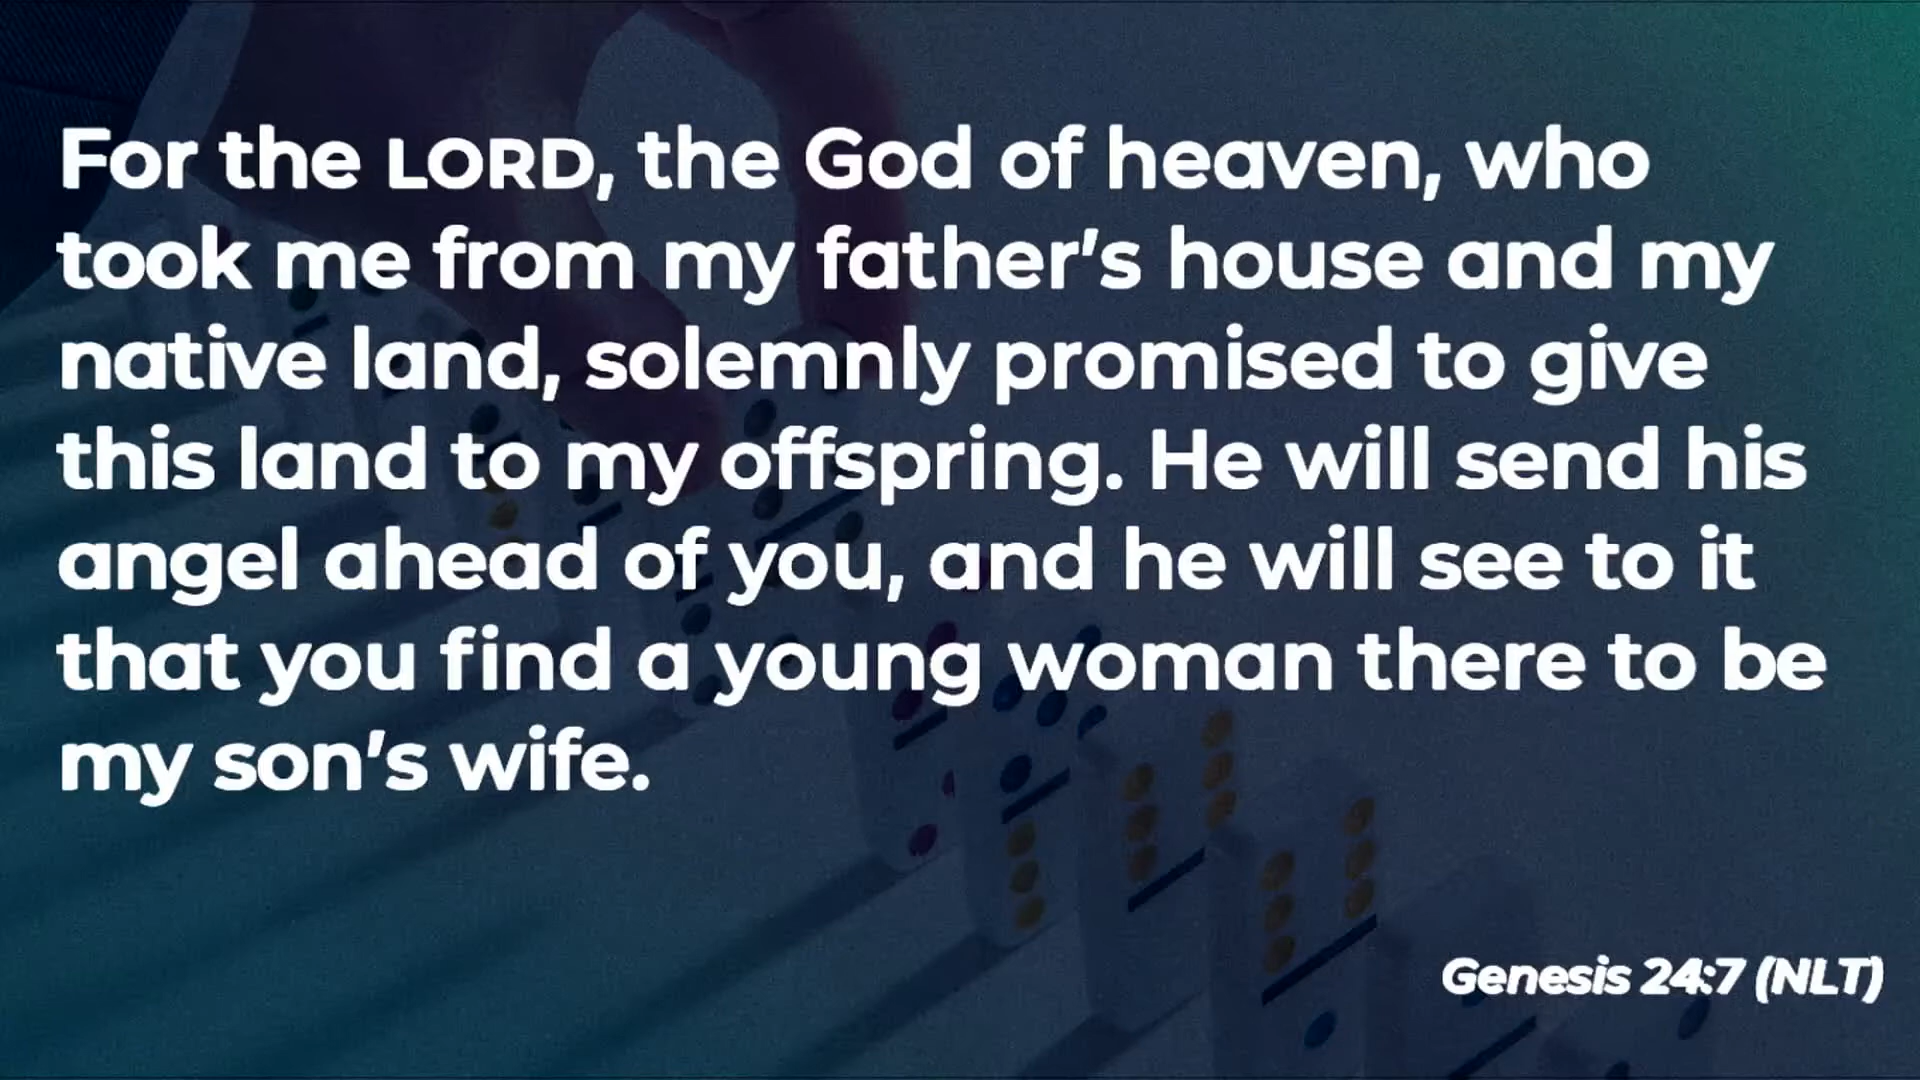 For the LORD, the God of heaven, who
took me from my father’s house and my
native land, solemnly promised to give
this land to my offspring. He will send his
angel ahead of you, and he will see to it
that you find a young woman there to be
my son’s wife.
Genesis 24:7 (NLT)